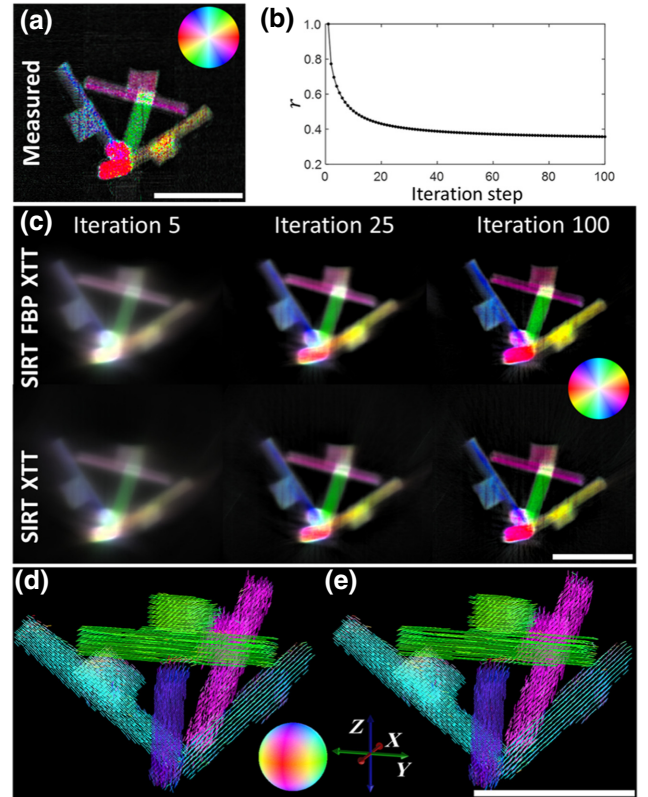 (a)
Measured
(b)
1.0
0.8
0.6
0.4
0.2
r
0 20 40 60 80 100
Iteration step
(c)
Iteration 5 Iteration 25 Iteration 100
SIRT FBP XTT
SIRT XTT
(d)
(e)
Z
X
Y